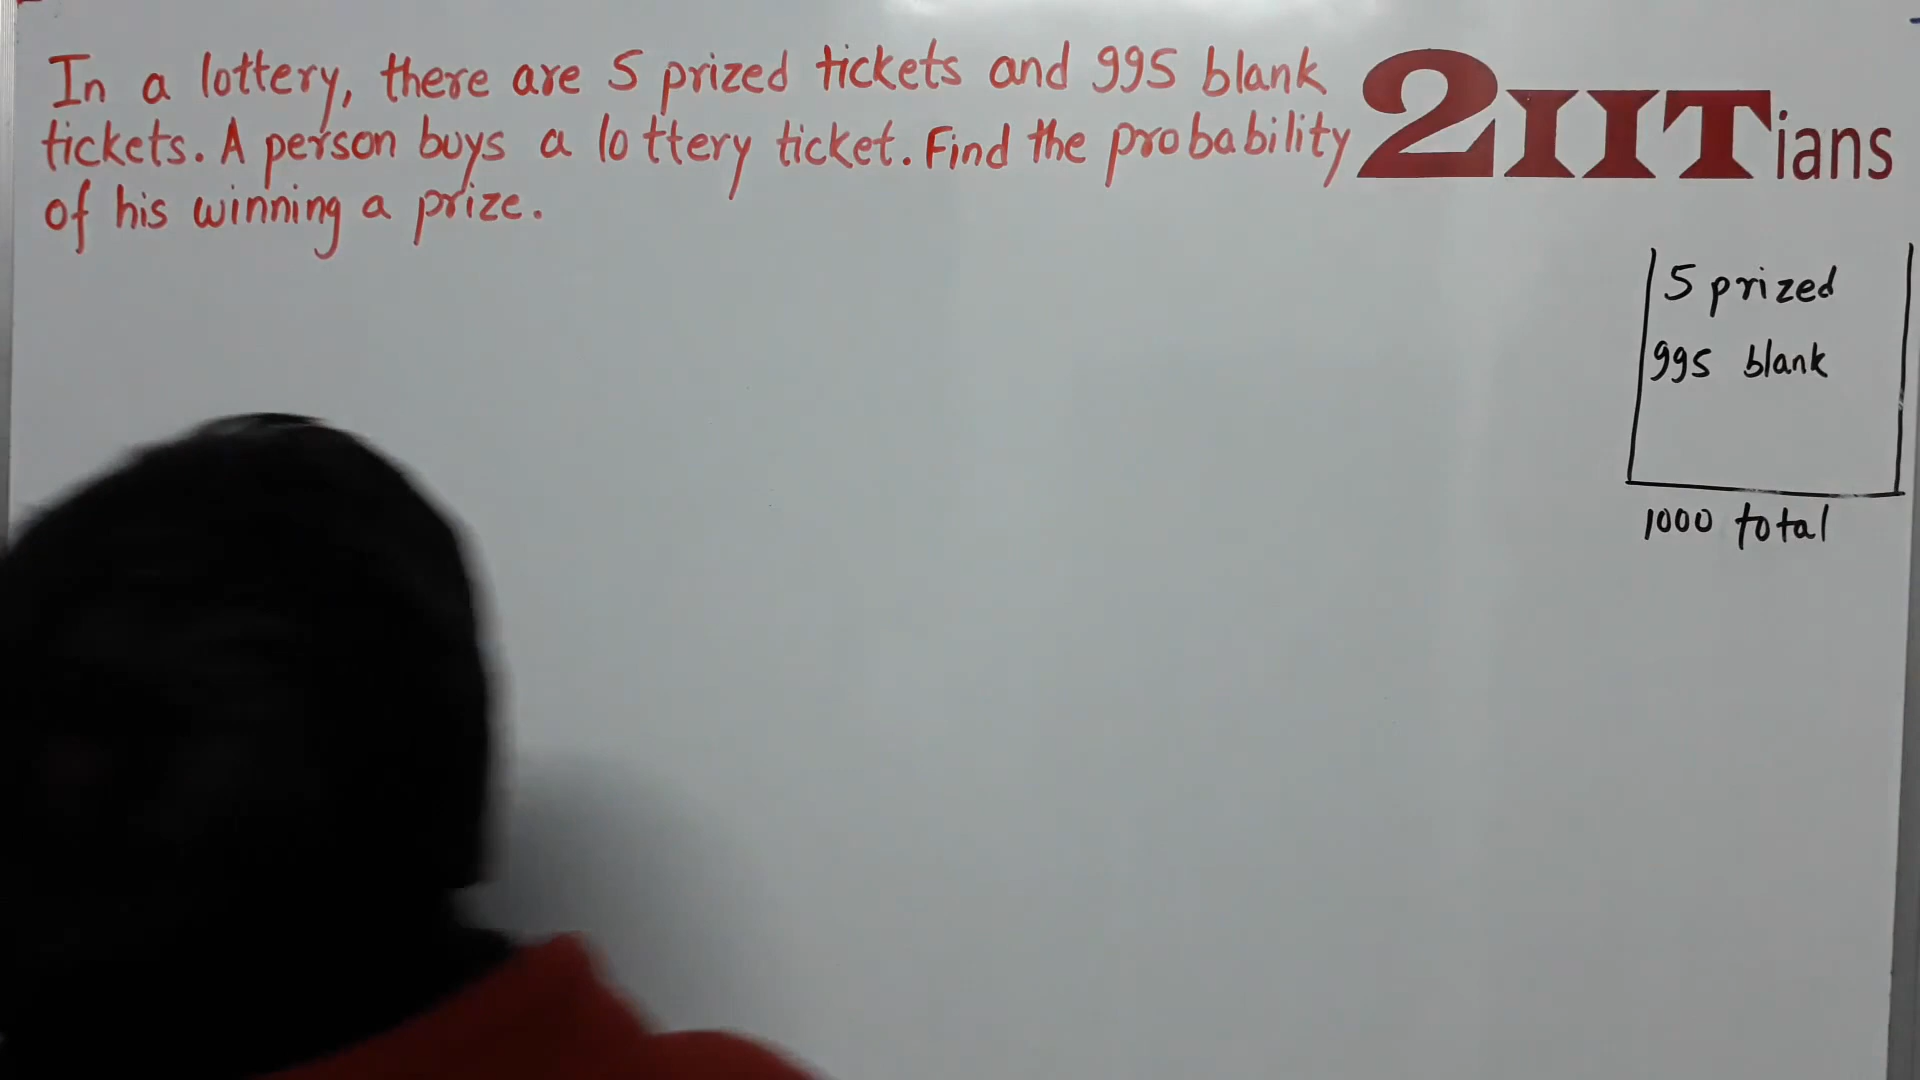 In a lottery, there are 5 prized tickets and 995 blank
tickets. A person buys a lottery ticket. Find the probability
of his winning a prize.
2IITians
5 prized
995 blank
1000 total